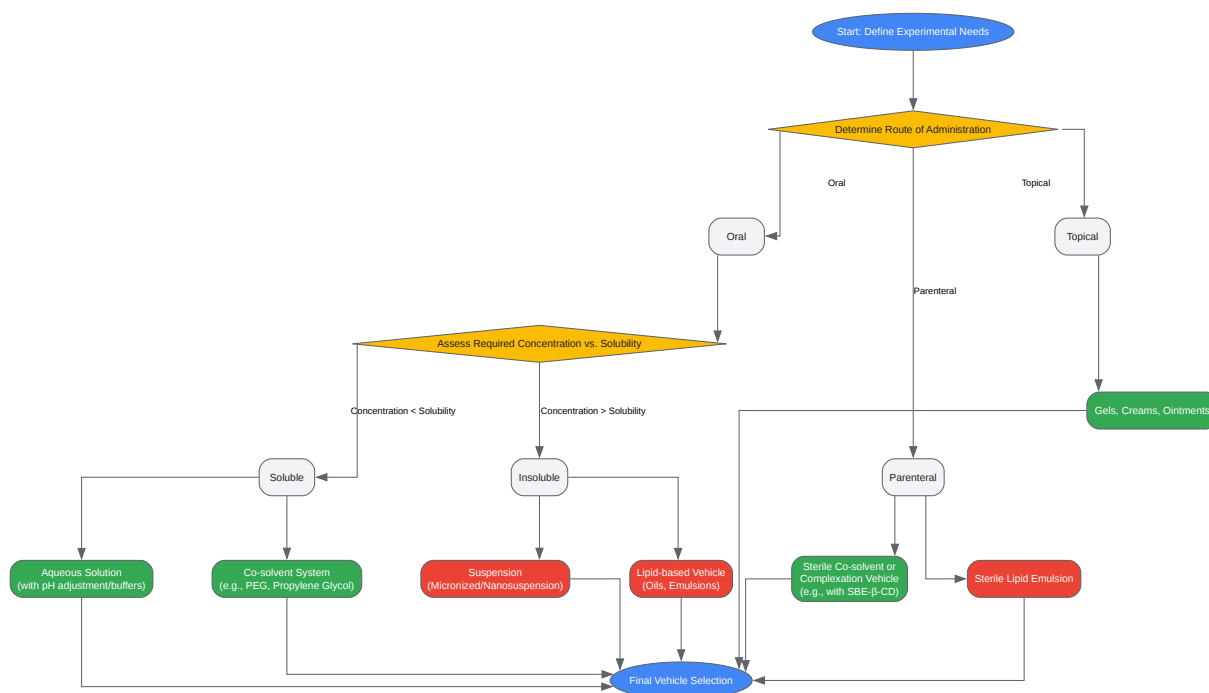 Start: Define Experimental Needs
Determine Route of Administration
Oral
Topical
Oral
Topical
Parenteral
Assess Required Concentration vs. Solubility
Concentration < Solubility
Concentration > Solubility
Gels, Creams, Ointments
Soluble
Insoluble
Parenteral
Aqueous Solution
(with pH adjustment/buffers)
Co-solvent System
(e.g., PEG, Propylene Glycol)
Suspension
(Micronized/Nanosuspension)
Lipid-based Vehicle
(Oils, Emulsions)
Sterile Co-solvent or
Complexation Vehicle
(e.g., with SBE-β-CD)
Sterile Lipid Emulsion
Final Vehicle Selection